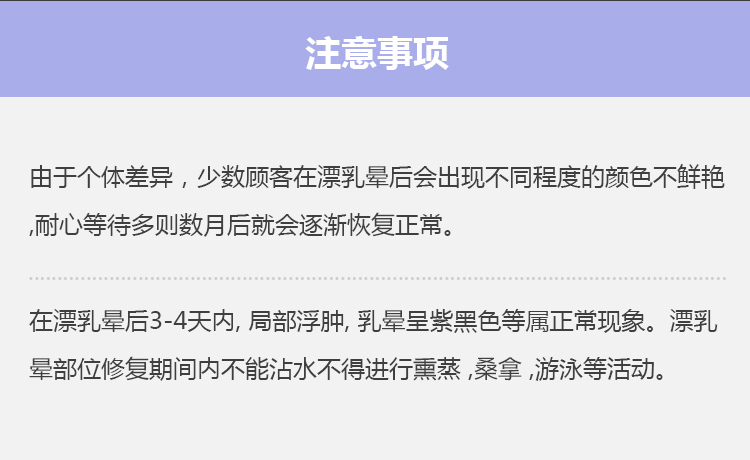 注意事项
由于个体差异，少数顾客在漂乳晕后会出现不同程度的颜色不鲜艳
,耐心等待多则数月后就会逐渐恢复正常。
在漂乳晕后3-4天内, 局部浮肿, 乳晕呈紫黑色等属正常现象。漂乳
晕部位修复期间内不能沾水不得进行熏蒸 ,桑拿 ,游泳等活动。